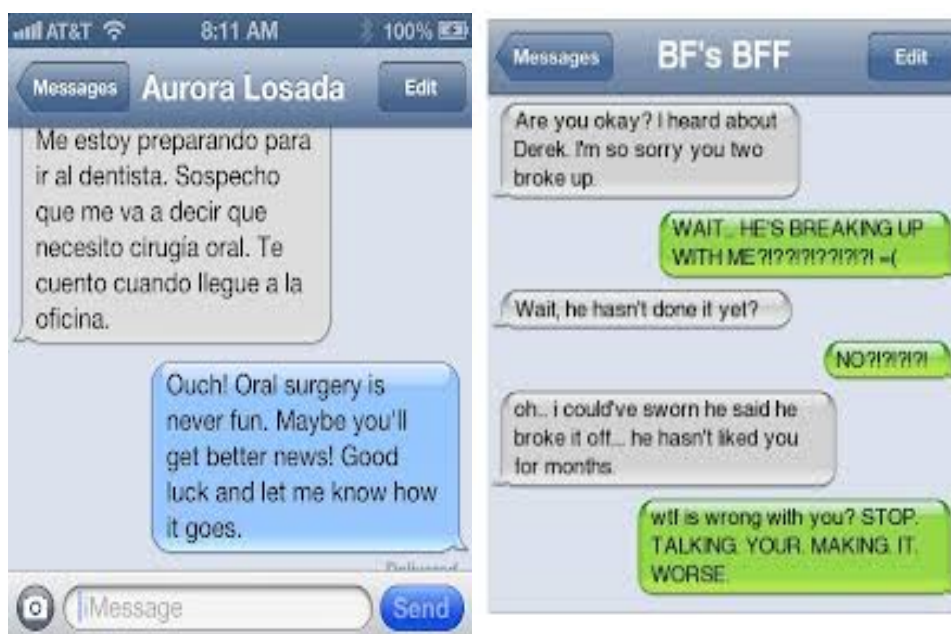 AT&T 8:11 AM 100%
Messages Aurora Losada Edit
Me estoy preparando para
ir al dentista. Sospecho
que me va a decir que
necesito cirugía oral. Te
cuento cuando llegue a la
oficina.
Ouch! Oral surgery is
never fun. Maybe you'll
get better news! Good
luck and let me know how
it goes.
Delivered
iMessage Send
Messages BF's BFF Edit
Are you okay? I heard about
Derek. I'm so sorry you two
broke up.
WAIT... HE'S BREAKING UP
WITH ME?!??!?!??!?!?! =(
Wait, he hasn't done it yet?
NO?!?!?!?!
oh... i could've sworn he said he
broke it off.... he hasn't liked you
for months.
wtf is wrong with you? STOP.
TALKING. YOUR. MAKING. IT.
WORSE.